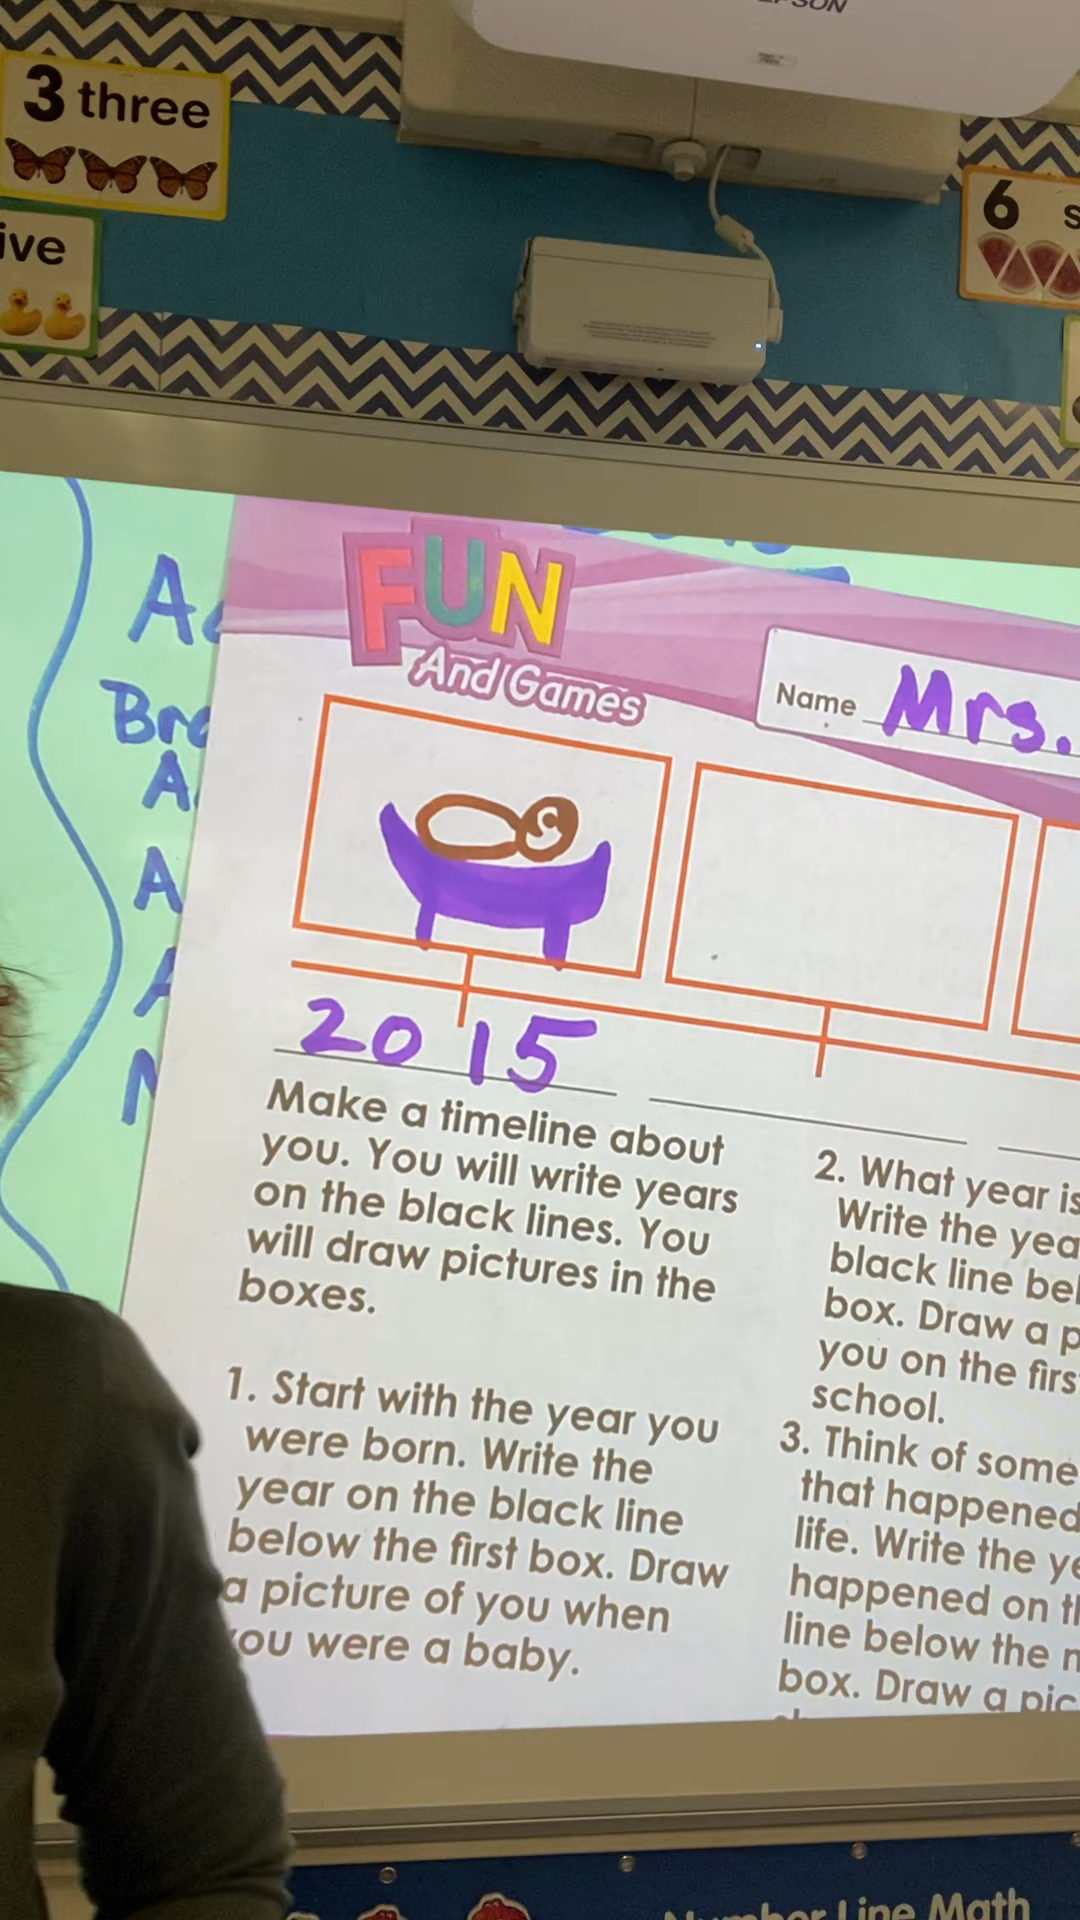 EPSON
3 three
6 s
ive
FUN
And Games
Name Mrs.
A
Bro
A
A
A
N
2015
Make a timeline about
you. You will write years
on the black lines. You
will draw pictures in the
boxes.
1. Start with the year you
were born. Write the
year on the black line
below the first box. Draw
a picture of you when
ou were a baby.
2. What year is
Write the yea
black line bel
box. Draw a p
you on the firs
school.
3. Think of some
that happened
life. Write the ye
happened on th
line below the n
box. Draw a pic
Number Line Math